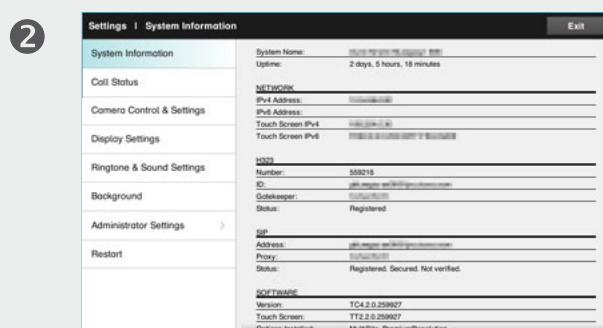 2
Settings | System Information
Exit
System Information
Call Status
Camera Control & Settings
Display Settings
Ringtone & Sound Settings
Background
Administrator Settings
Restart
System Name:
Uptime: 2 days, 5 hours, 18 minutes
NETWORK
IPv4 Address:
IPv6 Address:
Touch Screen IPv4
Touch Screen IPv6
H323
Number: 559216
ID:
Gatekeeper:
Status: Registered
SIP
Address:
Proxy:
Status: Registered. Secured. Not verified.
SOFTWARE
Version: TC4.2.0.259927
Touch Screen: TT2.2.0.259927